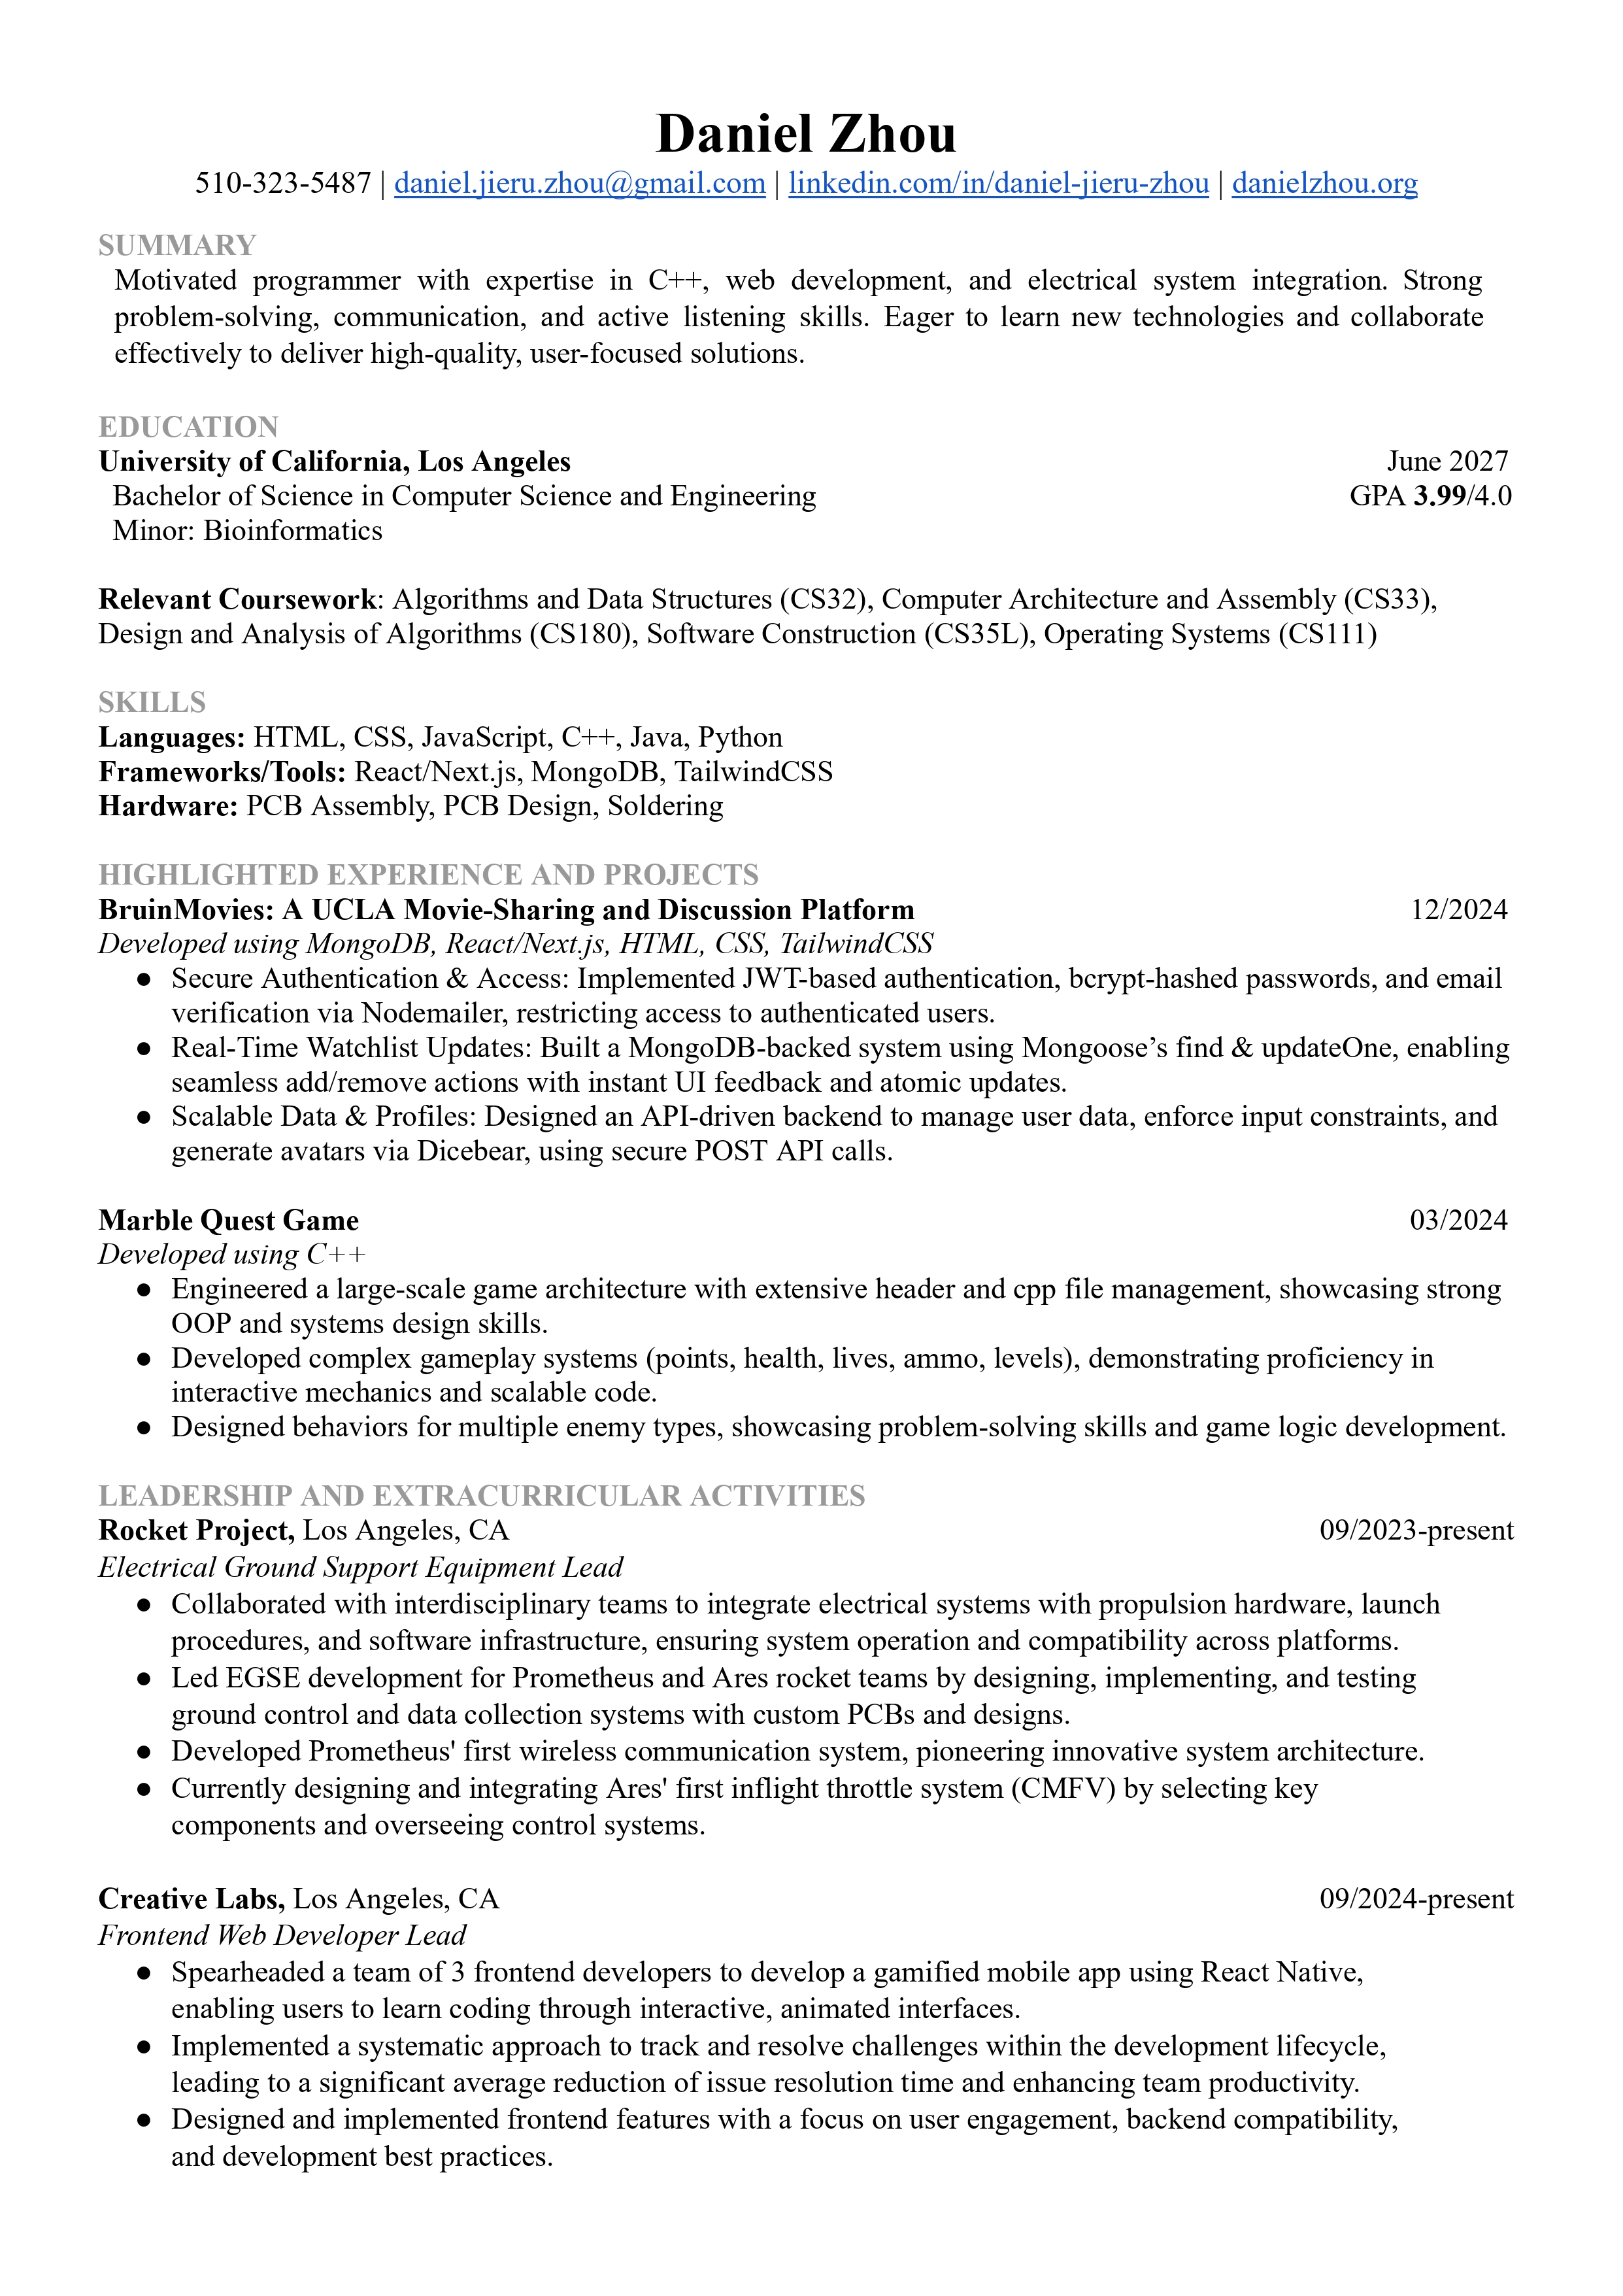 Daniel Zhou
510-323-5487 | daniel.jieru.zhou@gmail.com | linkedin.com/in/daniel-jieru-zhou | danielzhou.org
SUMMARY
Motivated programmer with expertise in C++, web development, and electrical system integration. Strong
problem-solving, communication, and active listening skills. Eager to learn new technologies and collaborate
effectively to deliver high-quality, user-focused solutions.
EDUCATION
University of California, Los Angeles June 2027
Bachelor of Science in Computer Science and Engineering GPA 3.99/4.0
Minor: Bioinformatics
Relevant Coursework: Algorithms and Data Structures (CS32), Computer Architecture and Assembly (CS33),
Design and Analysis of Algorithms (CS180), Software Construction (CS35L), Operating Systems (CS111)
SKILLS
Languages: HTML, CSS, JavaScript, C++, Java, Python
Frameworks/Tools: React/Next.js, MongoDB, TailwindCSS
Hardware: PCB Assembly, PCB Design, Soldering
HIGHLIGHTED EXPERIENCE AND PROJECTS
BruinMovies: A UCLA Movie-Sharing and Discussion Platform 12/2024
Developed using MongoDB, React/Next.js, HTML, CSS, TailwindCSS
● Secure Authentication & Access: Implemented JWT-based authentication, bcrypt-hashed passwords, and email
verification via Nodemailer, restricting access to authenticated users.
● Real-Time Watchlist Updates: Built a MongoDB-backed system using Mongoose’s find & updateOne, enabling
seamless add/remove actions with instant UI feedback and atomic updates.
● Scalable Data & Profiles: Designed an API-driven backend to manage user data, enforce input constraints, and
generate avatars via Dicebear, using secure POST API calls.
Marble Quest Game 03/2024
Developed using C++
● Engineered a large-scale game architecture with extensive header and cpp file management, showcasing strong
OOP and systems design skills.
● Developed complex gameplay systems (points, health, lives, ammo, levels), demonstrating proficiency in
interactive mechanics and scalable code.
● Designed behaviors for multiple enemy types, showcasing problem-solving skills and game logic development.
LEADERSHIP AND EXTRACURRICULAR ACTIVITIES
Rocket Project, Los Angeles, CA 09/2023-present
Electrical Ground Support Equipment Lead
● Collaborated with interdisciplinary teams to integrate electrical systems with propulsion hardware, launch
procedures, and software infrastructure, ensuring system operation and compatibility across platforms.
● Led EGSE development for Prometheus and Ares rocket teams by designing, implementing, and testing
ground control and data collection systems with custom PCBs and designs.
● Developed Prometheus' first wireless communication system, pioneering innovative system architecture.
● Currently designing and integrating Ares' first inflight throttle system (CMFV) by selecting key
components and overseeing control systems.
Creative Labs, Los Angeles, CA 09/2024-present
Frontend Web Developer Lead
● Spearheaded a team of 3 frontend developers to develop a gamified mobile app using React Native,
enabling users to learn coding through interactive, animated interfaces.
● Implemented a systematic approach to track and resolve challenges within the development lifecycle,
leading to a significant average reduction of issue resolution time and enhancing team productivity.
● Designed and implemented frontend features with a focus on user engagement, backend compatibility,
and development best practices.